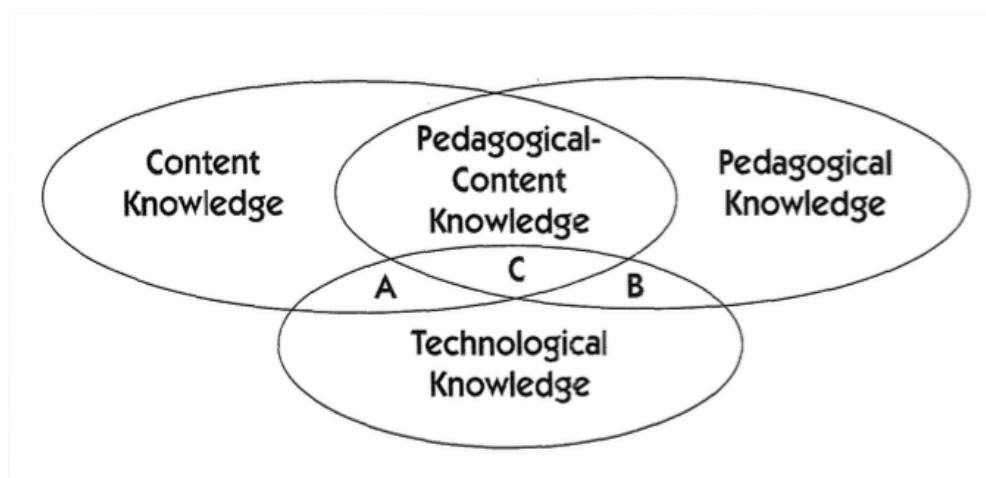 Content
Knowledge
Pedagogical-
Content
Knowledge
Pedagogical
Knowledge
A
C
B
Technological
Knowledge